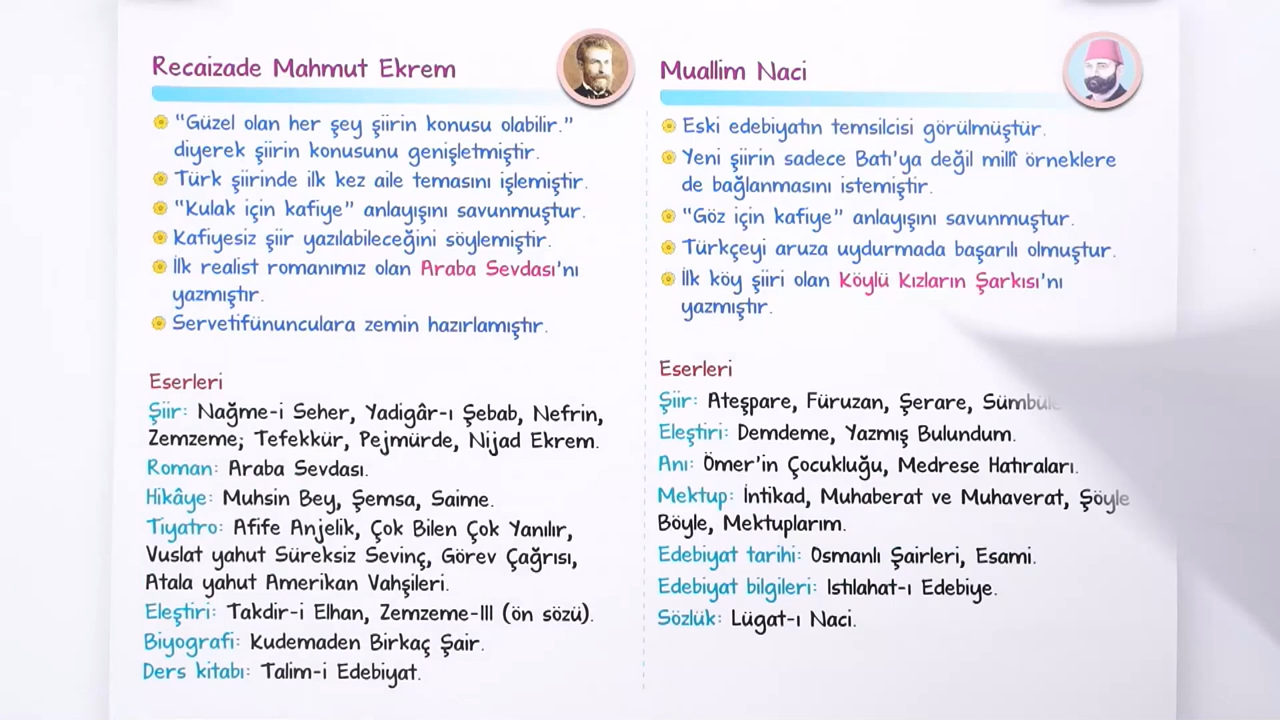 Recaizade Mahmut Ekrem
"Güzel olan her şey şiirin konusu olabilir."
diyerek şiirin konusunu genişletmiştir.
Türk şiirinde ilk kez aile temasını işlemiştir.
"Kulak için kafiye" anlayışını savunmuştur.
Kafiyesiz şiir yazılabileceğini söylemiştir.
İlk realist romanımız olan Araba Sevdası'nı
yazmıştır.
Servetifünunculara zemin hazırlamıştır.
Eserleri
Şiir: Nağme-i Seher, Yadigâr-ı Şebab, Nefrin,
Zemzeme; Tefekkür, Pejmürde, Nijad Ekrem.
Roman: Araba Sevdası.
Hikâye: Muhsin Bey, Şemsa, Saime.
Tiyatro: Afife Anjelik, Çok Bilen Çok Yanılır,
Vuslat yahut Süreksiz Sevinç, Görev Çağrısı,
Atala yahut Amerikan Vahşileri.
Eleştiri: Takdir-i Elhan, Zemzeme-III (ön sözü).
Biyografi: Kudemaden Birkaç Şair.
Ders kitabı: Talim-i Edebiyat.
Muallim Naci
Eski edebiyatın temsilcisi görülmüştür.
Yeni şiirin sadece Batı'ya değil millî örneklere
de bağlanmasını istemiştir.
"Göz için kafiye" anlayışını savunmuştur.
Türkçeyi aruza uydurmada başarılı olmuştur.
İlk köy şiiri olan Köylü Kızların Şarkısı'nı
yazmıştır.
Eserleri
Şiir: Ateşpare, Füruzan, Şerare,
Eleştiri: Demdeme, Yazmış Bulundum.
Anı: Ömer'in Çocukluğu, Medrese Hatıraları.
Mektup: İntikad, Muhaberat ve Muhaverat, Şöyle
Böyle, Mektuplarım.
Edebiyat tarihi: Osmanlı Şairleri, Esami.
Edebiyat bilgileri: Istılahat-ı Edebiye.
Sözlük: Lügat-ı Naci.